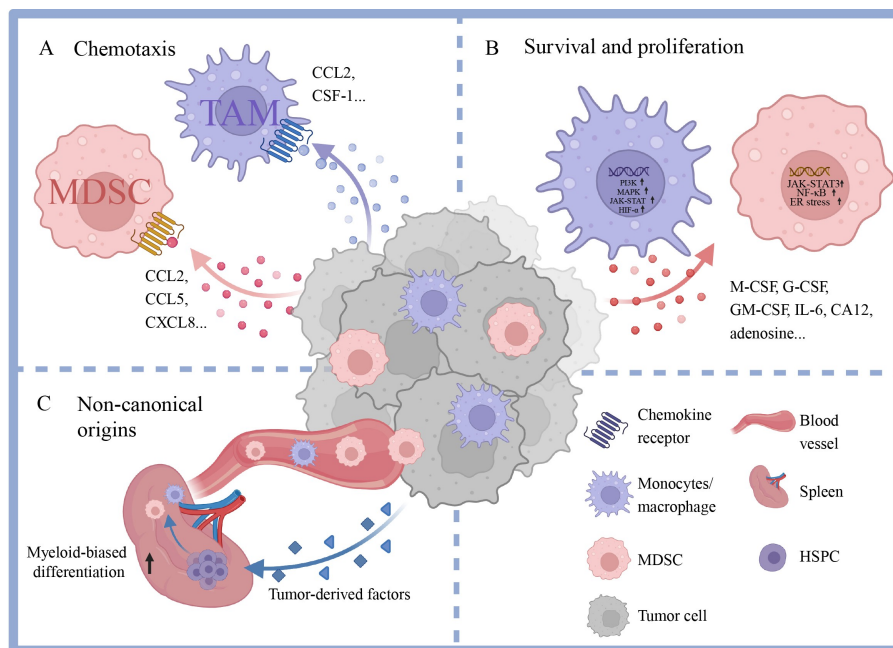 A Chemotaxis
CCL2,
CSF-1...
TAM
MDSC
CCL2,
CCL5,
CXCL8...
B Survival and proliferation
PI3K
MAPK
JAK-STAT
HIF-α
JAK-STAT3
NF-κB
ER stress
M-CSF, G-CSF,
GM-CSF, IL-6, CA12,
adenosine...
C Non-canonical
origins
Myeloid-biased
differentiation
Tumor-derived factors
Chemokine
receptor
Blood
vessel
Monocytes/
macrophage
Spleen
MDSC
HSPC
Tumor cell